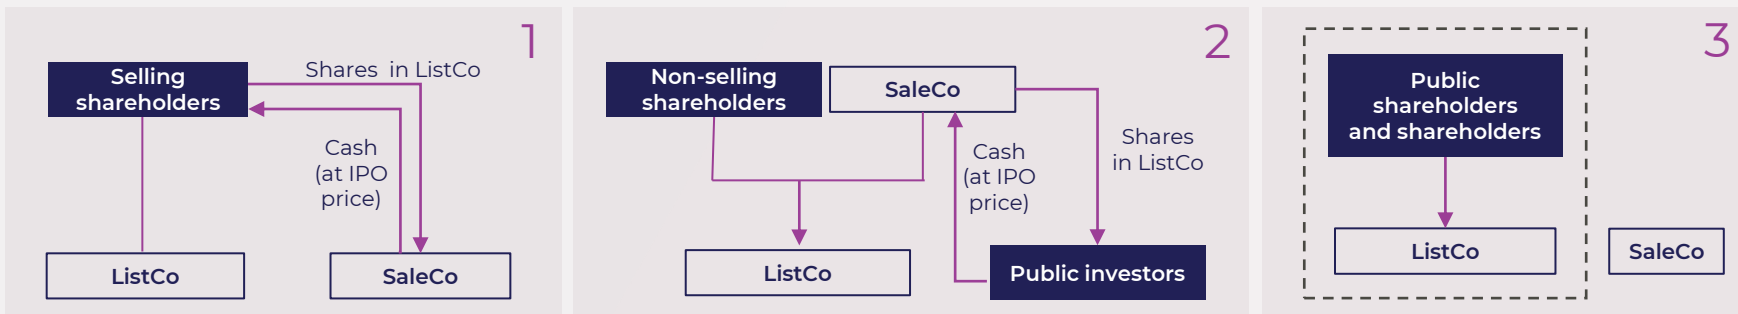 1
Selling
shareholders
Shares in ListCo
Cash
(at IPO
price)
ListCo
SaleCo
2
Non-selling
shareholders
SaleCo
Cash
(at IPO
price)
Shares
in ListCo
ListCo
Public investors
3
Public
shareholders
and shareholders
ListCo
SaleCo